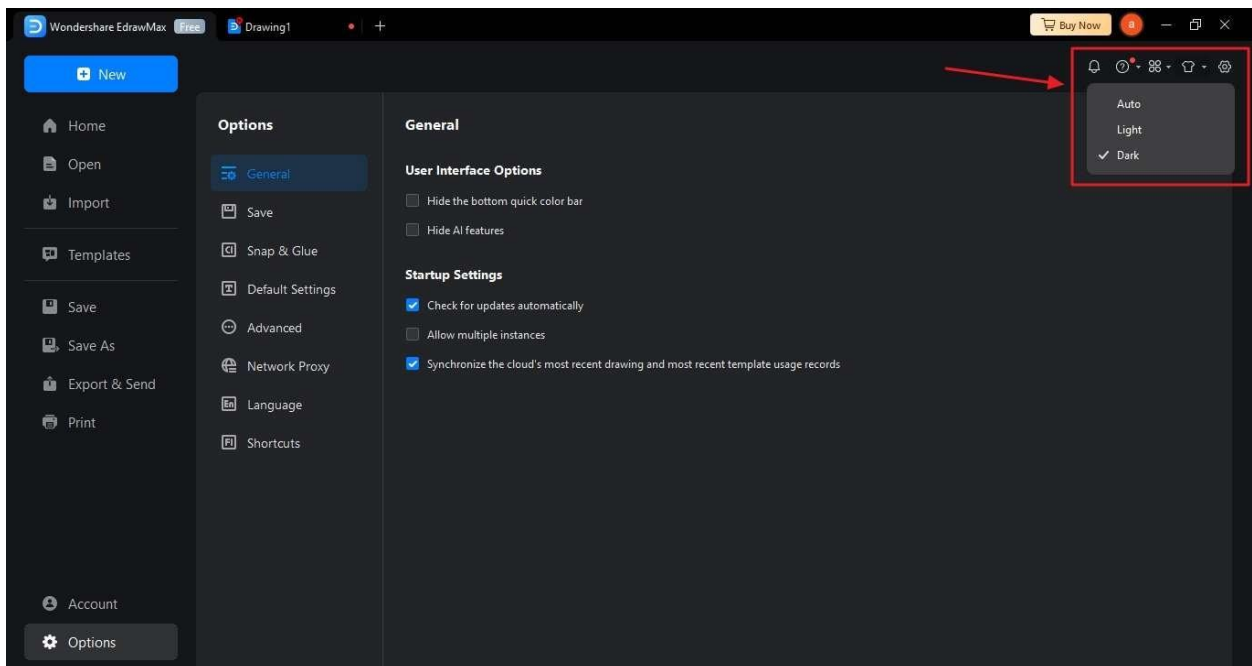 Wondershare EdrawMax Free
Drawing1
Buy Now
a
New
Home
Open
Import
Templates
Save
Save As
Export & Send
Print
Account
Options
Options
General
Save
Snap & Glue
Default Settings
Advanced
Network Proxy
Language
Shortcuts
General
User Interface Options
Hide the bottom quick color bar
Hide AI features
Startup Settings
Check for updates automatically
Allow multiple instances
Synchronize the cloud's most recent drawing and most recent template usage records
Auto
Light
Dark